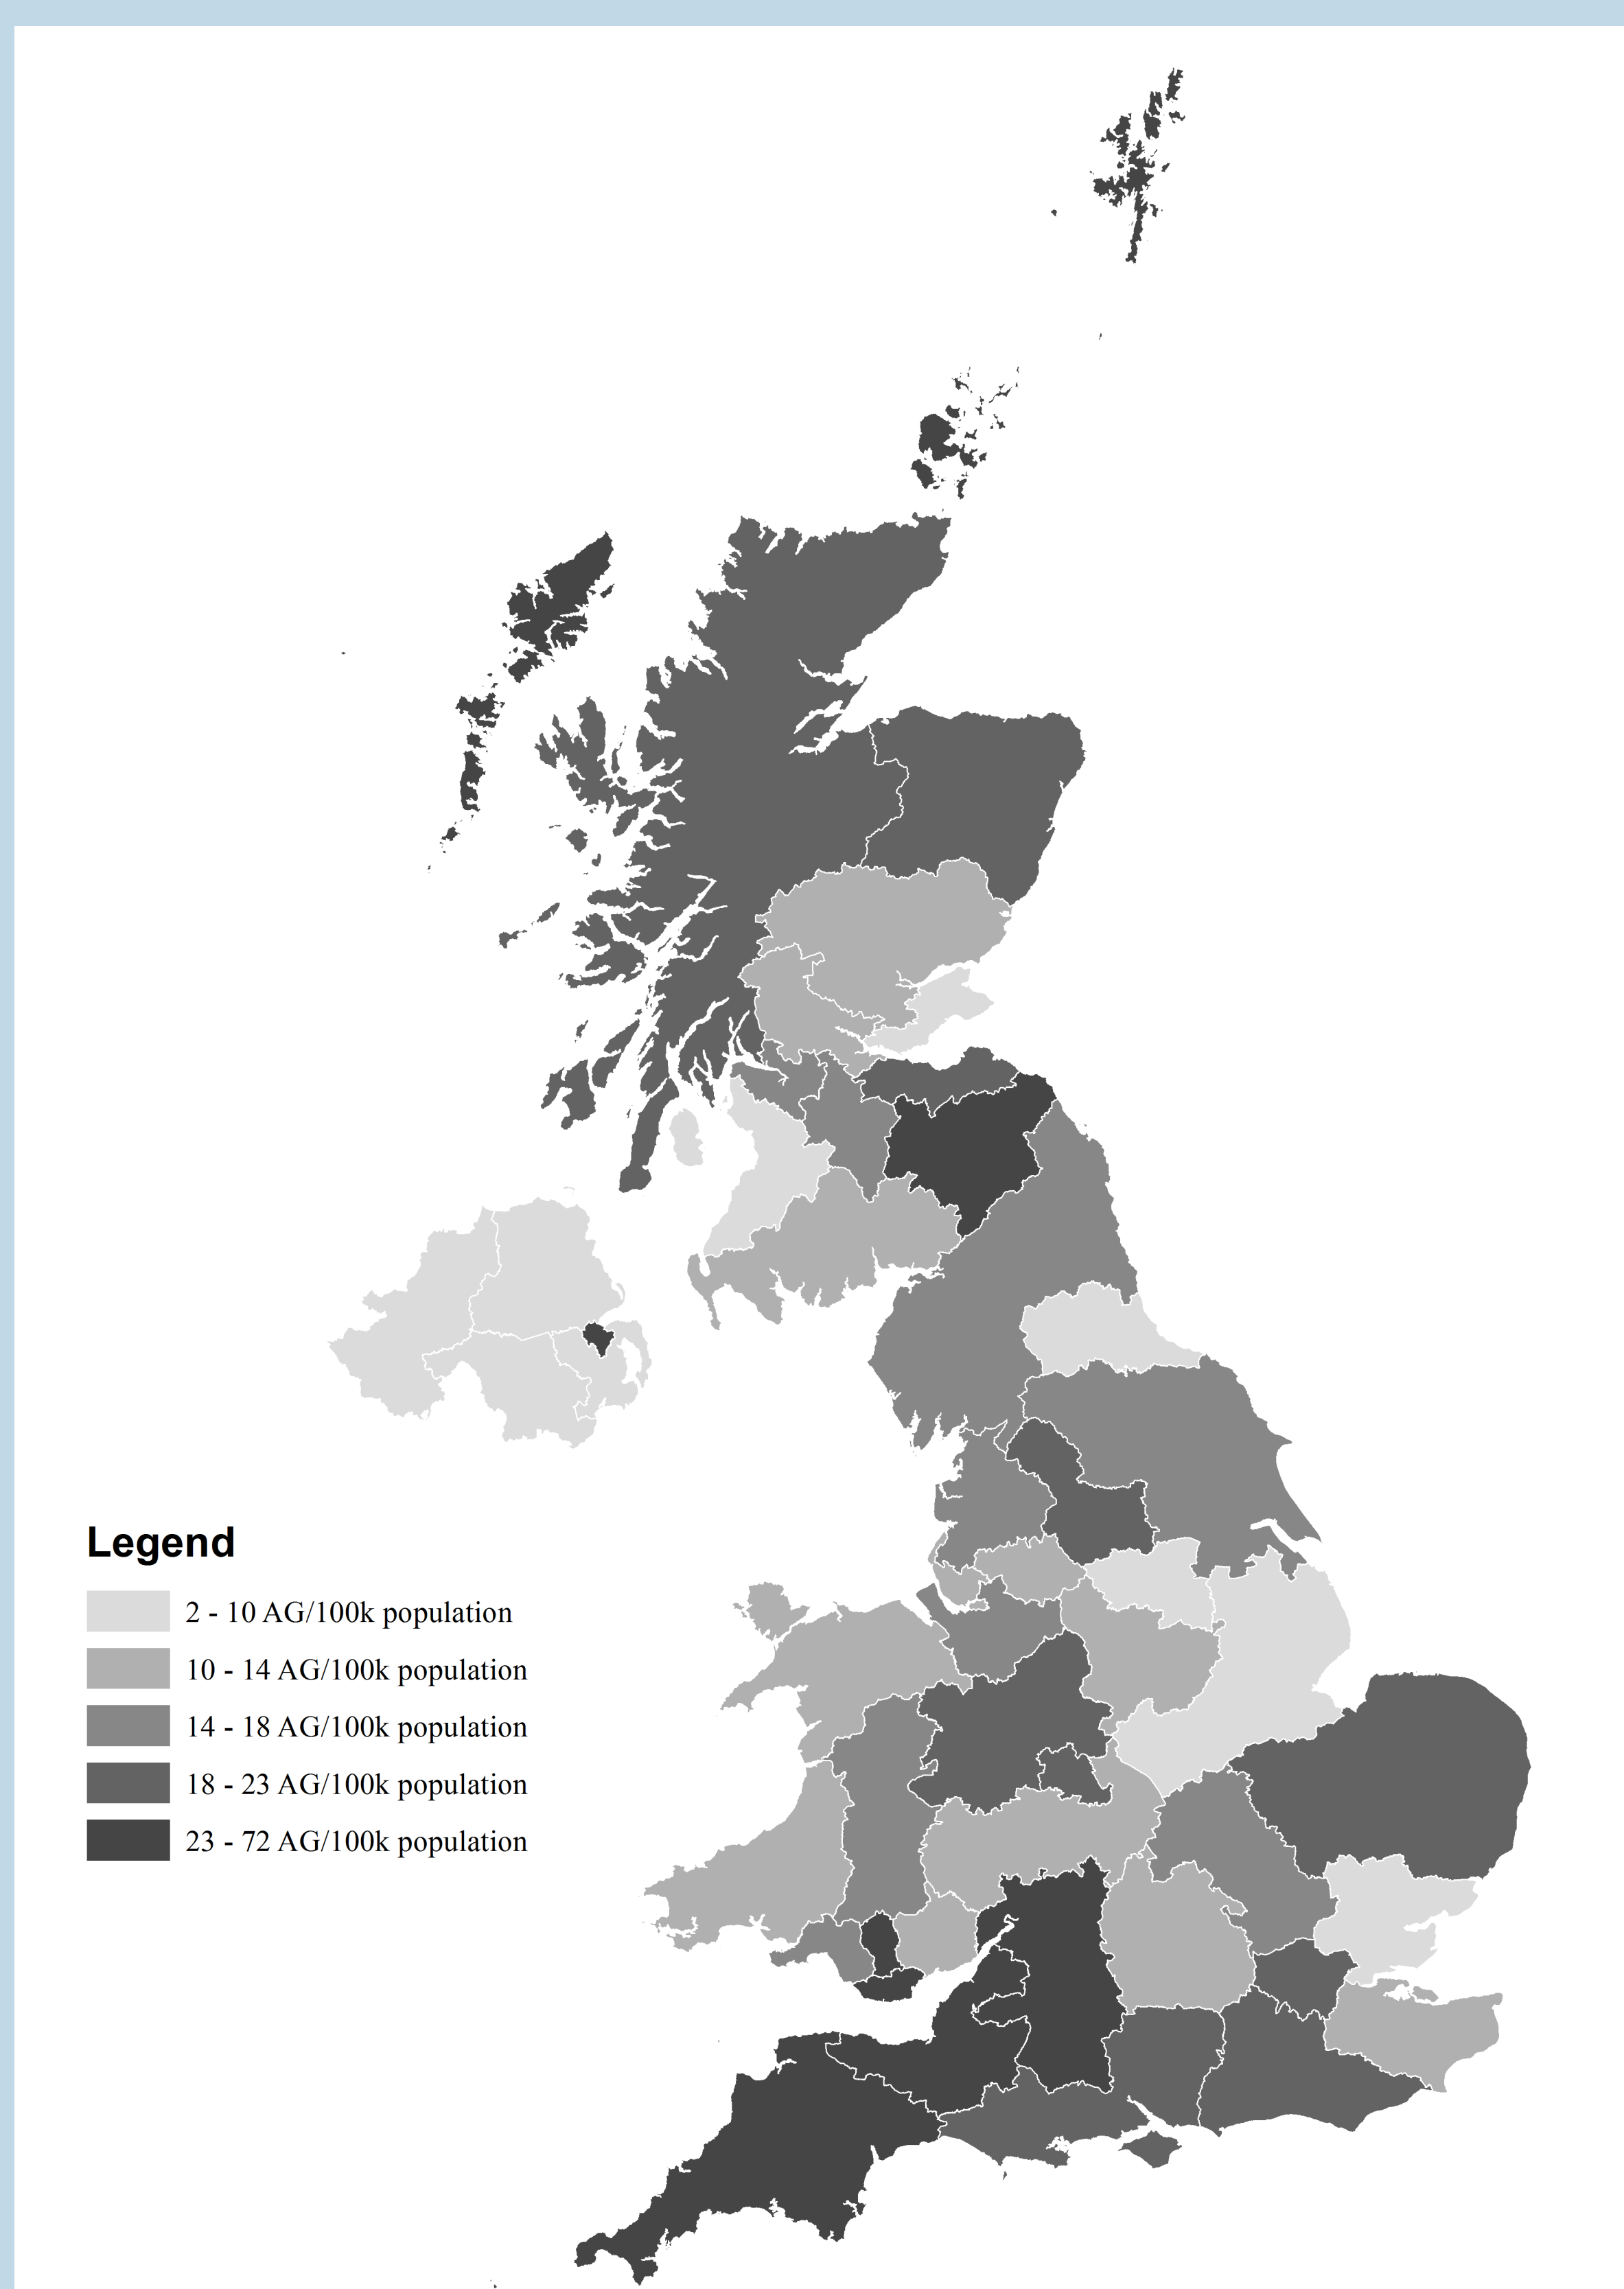 Legend
2 - 10 AG/100k population
10 - 14 AG/100k population
14 - 18 AG/100k population
18 - 23 AG/100k population
23 - 72 AG/100k population